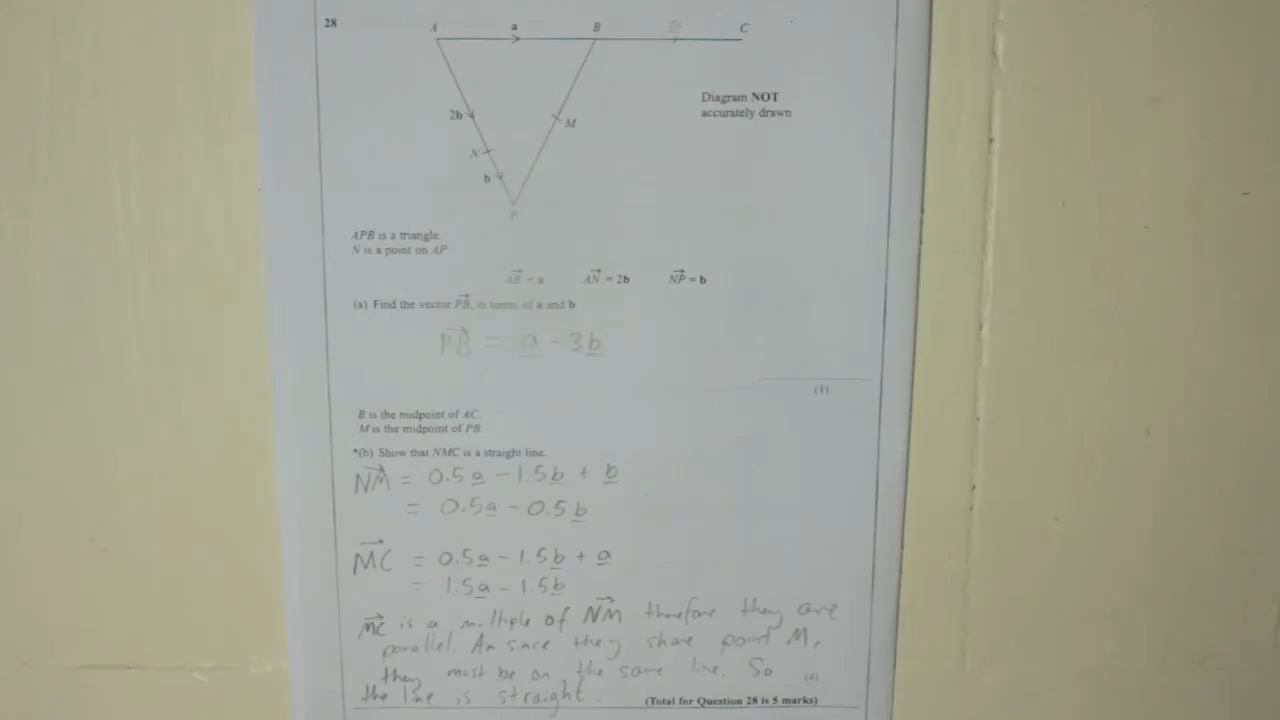 28
A a B a C
Diagram NOT
accurately drawn
2b
M
N
b
P
APB is a triangle.
N is a point on AP.
AB = a AN = 2b NP = b
(a) Find the vector PB, in terms of a and b.
PB = a - 3b
(1)
B is the midpoint of AC.
M is the midpoint of PB.
*(b) Show that NMC is a straight line.
NM = 0.5a - 1.5b + b
= 0.5a - 0.5b
MC = 0.5a - 1.5b + a
= 1.5a - 1.5b
MC is a multiple of NM therefore they are
parallel. An since they share point M,
they must be on the same line. So
(4)
the line is straight.
(Total for Question 28 is 5 marks)